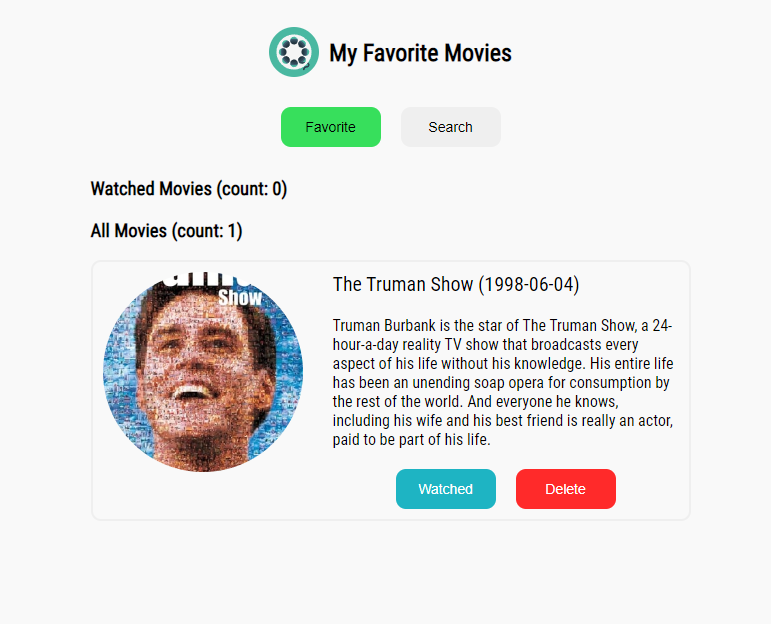 My Favorite Movies
Favorite
Search
Watched Movies (count: 0)
All Movies (count: 1)
Show
The Truman Show (1998-06-04)
Truman Burbank is the star of The Truman Show, a 24-
hour-a-day reality TV show that broadcasts every
aspect of his life without his knowledge. His entire life
has been an unending soap opera for consumption by
the rest of the world. And everyone he knows,
including his wife and his best friend is really an actor,
paid to be part of his life.
Watched
Delete